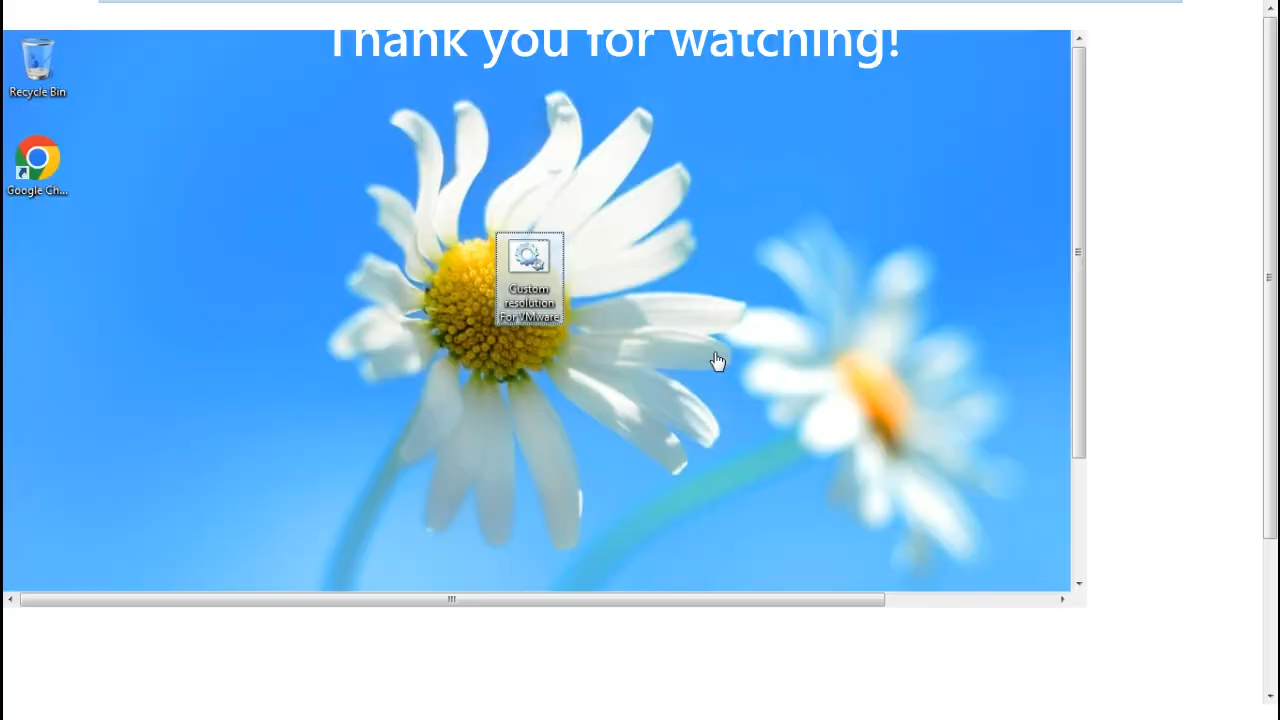 Thank you for watching!
Recycle Bin
Google Ch...
Custom
resolution
For VMware